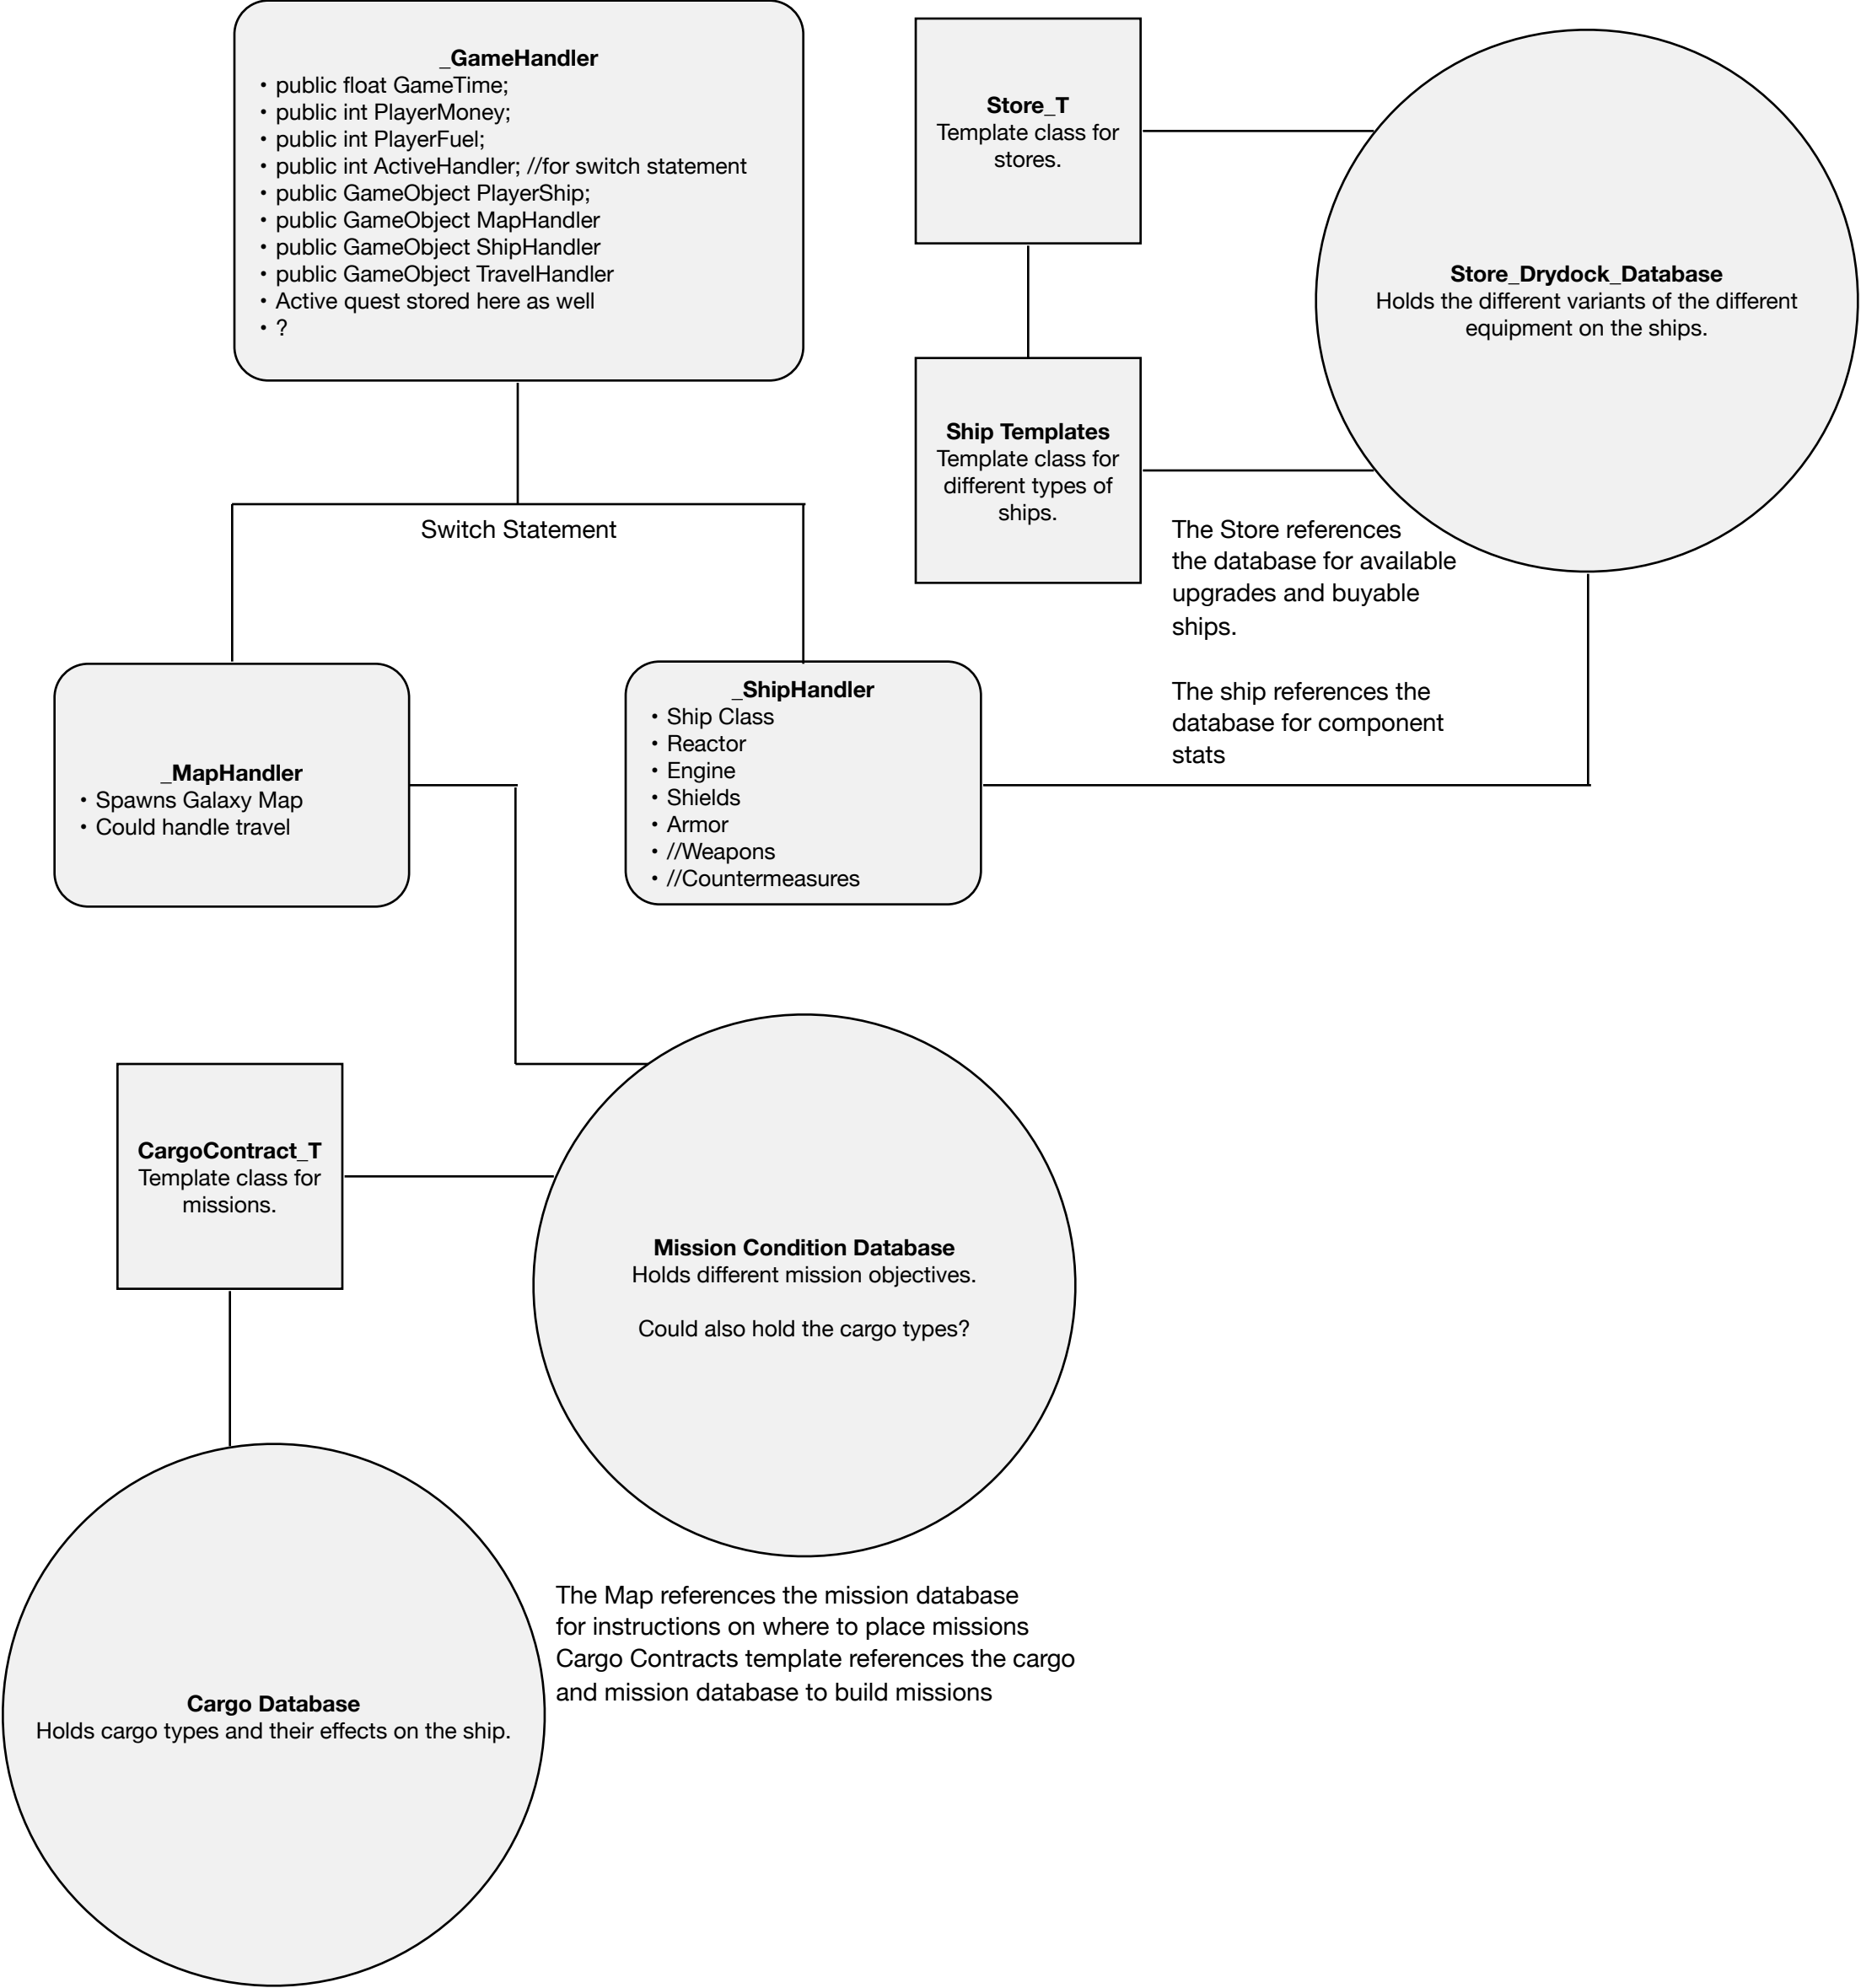 _GameHandler
• public float GameTime;
• public int PlayerMoney;
• public int PlayerFuel;
• public int ActiveHandler; //for switch statement
• public GameObject PlayerShip;
• public GameObject MapHandler
• public GameObject ShipHandler
• public GameObject TravelHandler
• Active quest stored here as well
• ?
Store_T
Template class for
stores.
Store_Drydock_Database
Holds the different variants of the different
equipment on the ships.
Ship Templates
Template class for
different types of
ships.
Switch Statement
The Store references
the database for available
upgrades and buyable
ships.
The ship references the
database for component
stats
_MapHandler
• Spawns Galaxy Map
• Could handle travel
_ShipHandler
• Ship Class
• Reactor
• Engine
• Shields
• Armor
• //Weapons
• //Countermeasures
CargoContract_T
Template class for
missions.
Mission Condition Database
Holds different mission objectives.
Could also hold the cargo types?
The Map references the mission database
for instructions on where to place missions
Cargo Contracts template references the cargo
and mission database to build missions
Cargo Database
Holds cargo types and their effects on the ship.